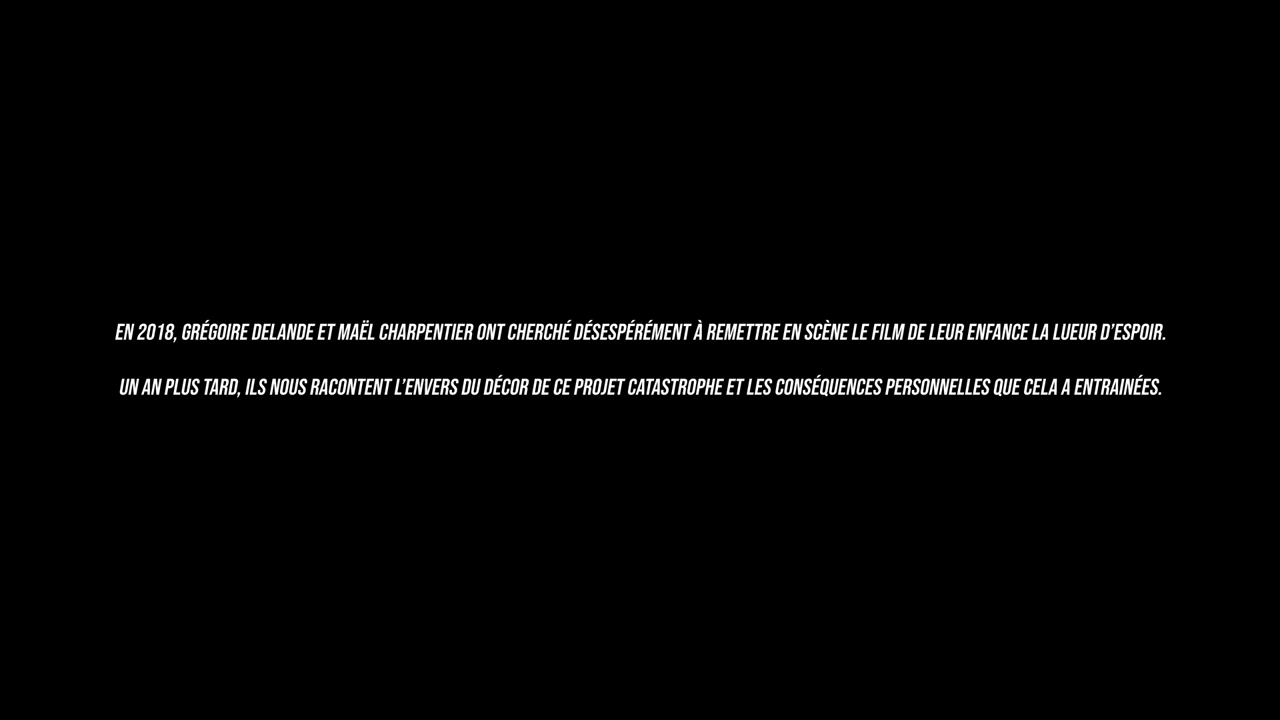 EN 2018, GRÉGOIRE DELANDE ET MAËL CHARPENTIER ONT CHERCHÉ DÉSESPÉRÉMENT À REMETTRE EN SCÈNE LE FILM DE LEUR ENFANCE LA LUEUR D'ESPOIR.
UN AN PLUS TARD, ILS NOUS RACONTENT L'ENVERS DU DÉCOR DE CE PROJET CATASTROPHE ET LES CONSÉQUENCES PERSONNELLES QUE CELA A ENTRAINÉES.